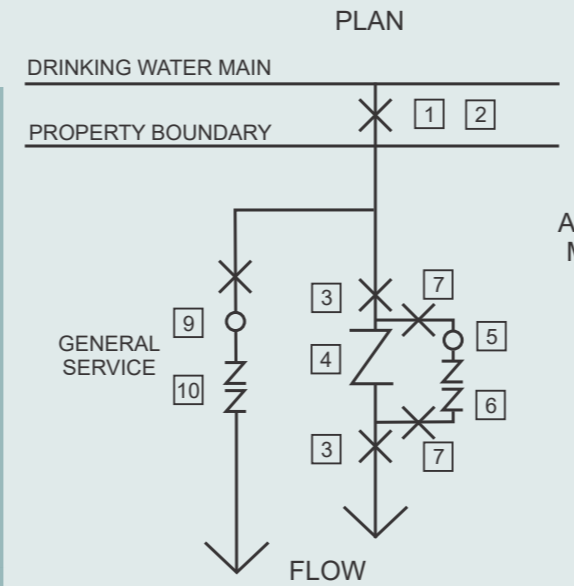 PLAN
DRINKING WATER MAIN
1 2
PROPERTY BOUNDARY
A
M
3 7
9 5
GENERAL
SERVICE
4
10 6
3 7
FLOW